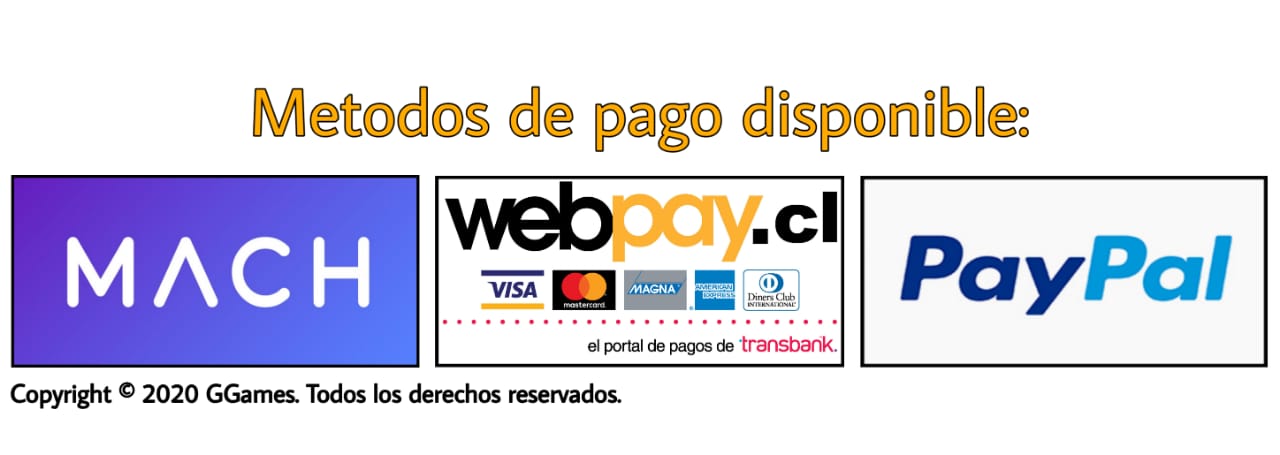 Metodos de pago disponible:
MACH
webpay.cl
VISA
mastercard.
MAGNA
AMERICAN
EXPRESS
Diners Club
INTERNATIONAL
el portal de pagos de transbank.
PayPal
Copyright © 2020 GGames. Todos los derechos reservados.